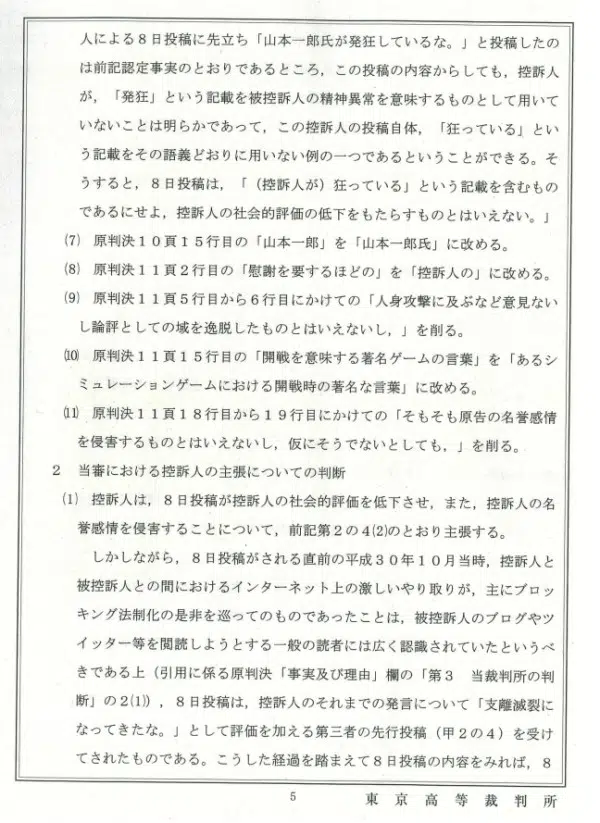 人による８日投稿に先立ち「山本一郎氏が発狂しているな。」と投稿したの
は前記認定事実のとおりであるところ，この投稿の内容からしても，控訴人
が，「発狂」という記載を被控訴人の精神異常を意味するものとして用いて
いないことは明らかであって，この控訴人の投稿自体，「狂っている」とい
う記載をその語義どおりに用いない例の一つであるということができる。そ
うすると，８日投稿は，「（控訴人が）狂っている」という記載を含むもの
であるにせよ，控訴人の社会的評価の低下をもたらすものとはいえない。」
⑺　原判決１０頁１５行目の「山本一郎」を「山本一郎氏」に改める。
⑻　原判決１１頁２行目の「慰謝を要するほどの」を「控訴人の」に改める。
⑼　原判決１１頁５行目から６行目にかけての「人身攻撃に及ぶなど意見ない
し論評としての域を逸脱したものとはいえないし，」を削る。
⑽　原判決１１頁１５行目の「開戦を意味する著名ゲームの言葉」を「あるシ
ミュレーションゲームにおける開戦時の著名な言葉」に改める。
⑾　原判決１１頁１８行目から１９行目にかけての「そもそも原告の名誉感情
を侵害するものとはいえないし，仮にそうでないとしても，」を削る。
２　当審における控訴人の主張についての判断
⑴　控訴人は，８日投稿が控訴人の社会的評価を低下させ，また，控訴人の名
誉感情を侵害することについて，前記第２の４⑵のとおり主張する。
しかしながら，８日投稿がされる直前の平成３０年１０月当時，控訴人と
被控訴人との間におけるインターネット上の激しいやり取りが，主にブロッ
キング法制化の是非を巡ってのものであったことは，被控訴人のブログやツ
イッター等を閲読しようとする一般の読者には広く認識されていたというべ
きである上（引用に係る原判決「事実及び理由」欄の「第３　当裁判所の判
断」の２⑴），８日投稿は，控訴人のそれまでの発言について「支離滅裂に
なってきたな。」として評価を加える第三者の先行投稿（甲２の４）を受け
てされたものである。こうした経過を踏まえて８日投稿の内容をみれば，８
5
東京高等裁判所